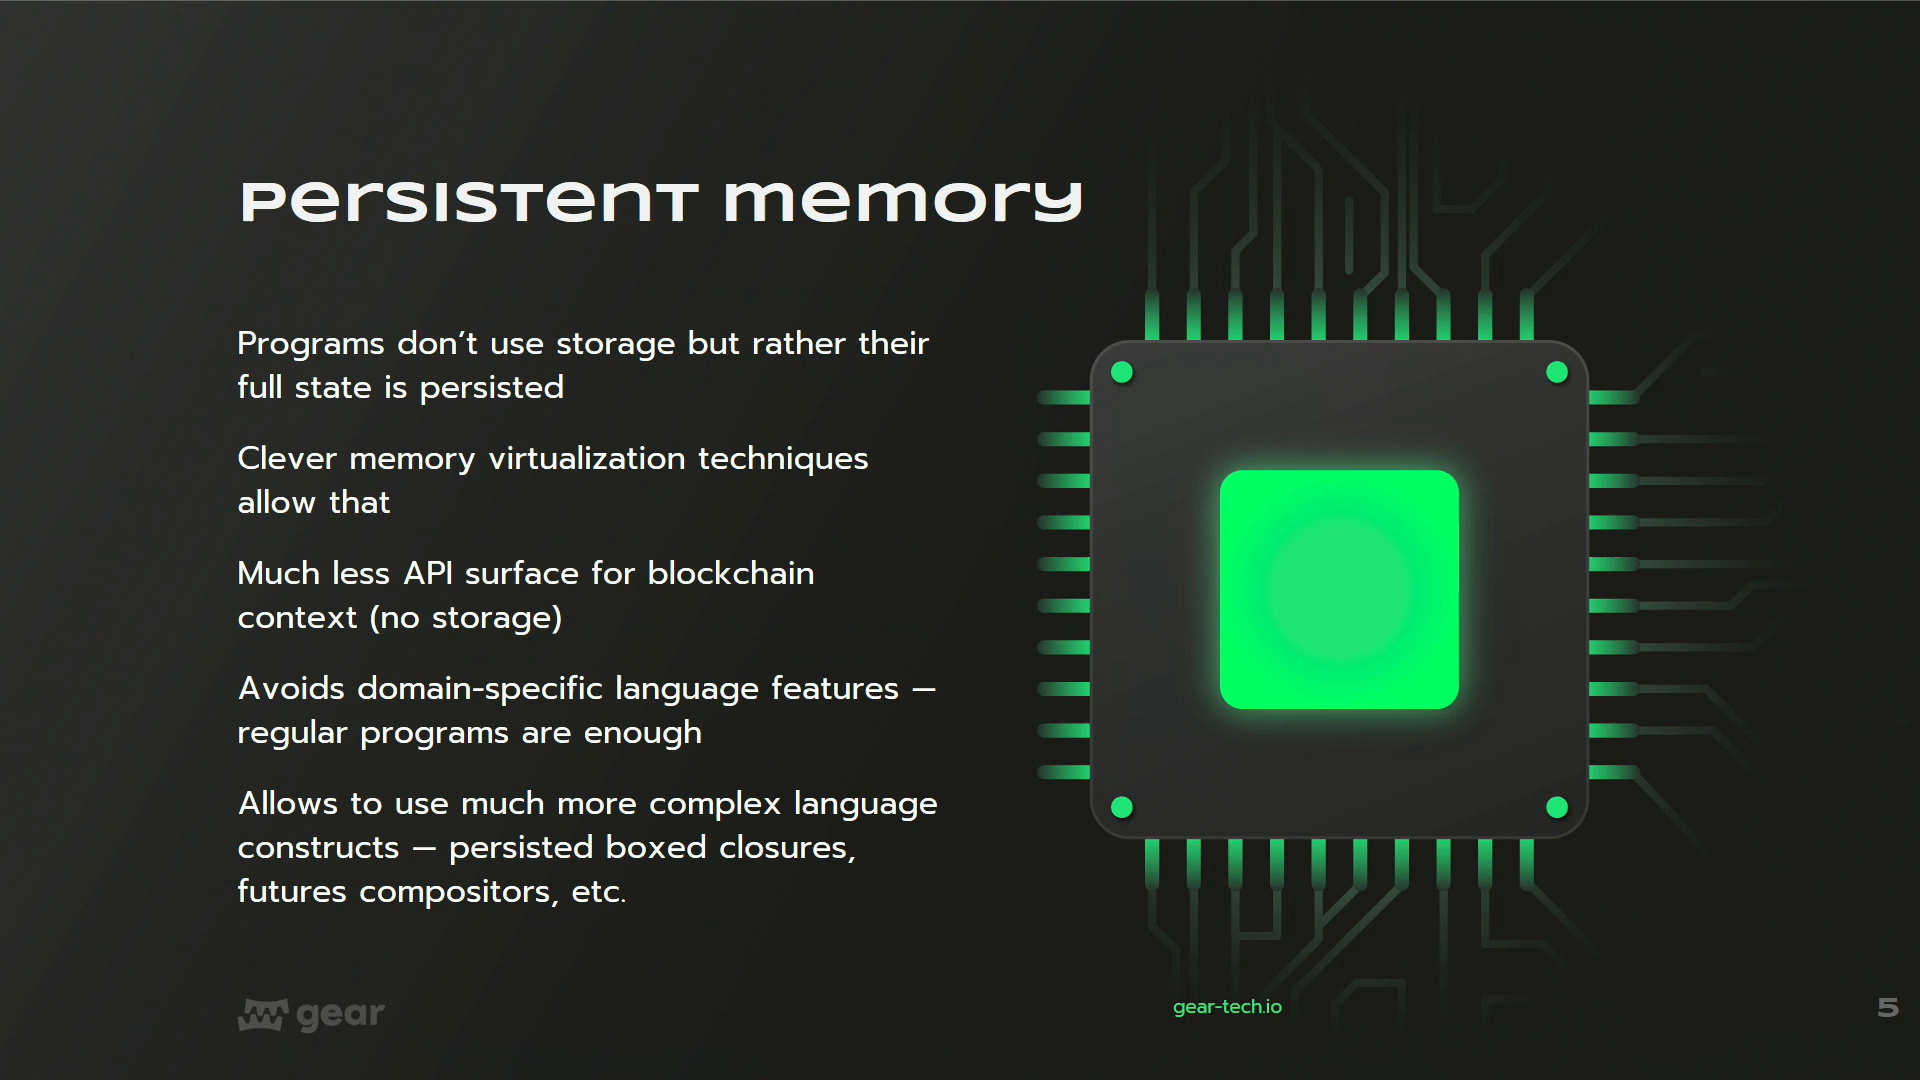 Persistent memory
Programs don’t use storage but rather their
full state is persisted
Clever memory virtualization techniques
allow that
Much less API surface for blockchain
context (no storage)
Avoids domain-specific language features —
regular programs are enough
Allows to use much more complex language
constructs — persisted boxed closures,
futures compositors, etc.
gear
gear-tech.io
5